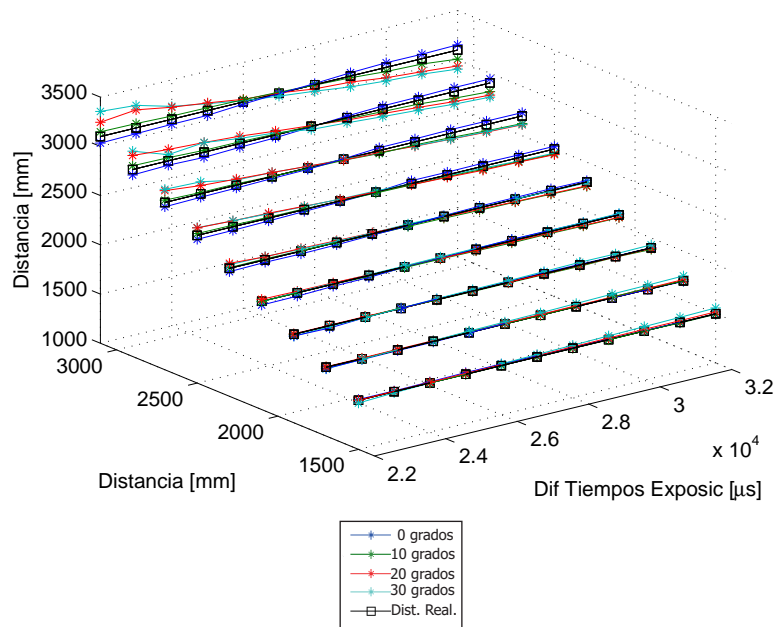 3500
3000
2500
2000
1500
1000
Distancia [mm]
3000
2500
2000
1500
Distancia [mm]
2.2
2.4
2.6
2.8
3
3.2
x 10^4
Dif Tiempos Exposic [μs]
0 grados
10 grados
20 grados
30 grados
Dist. Real.